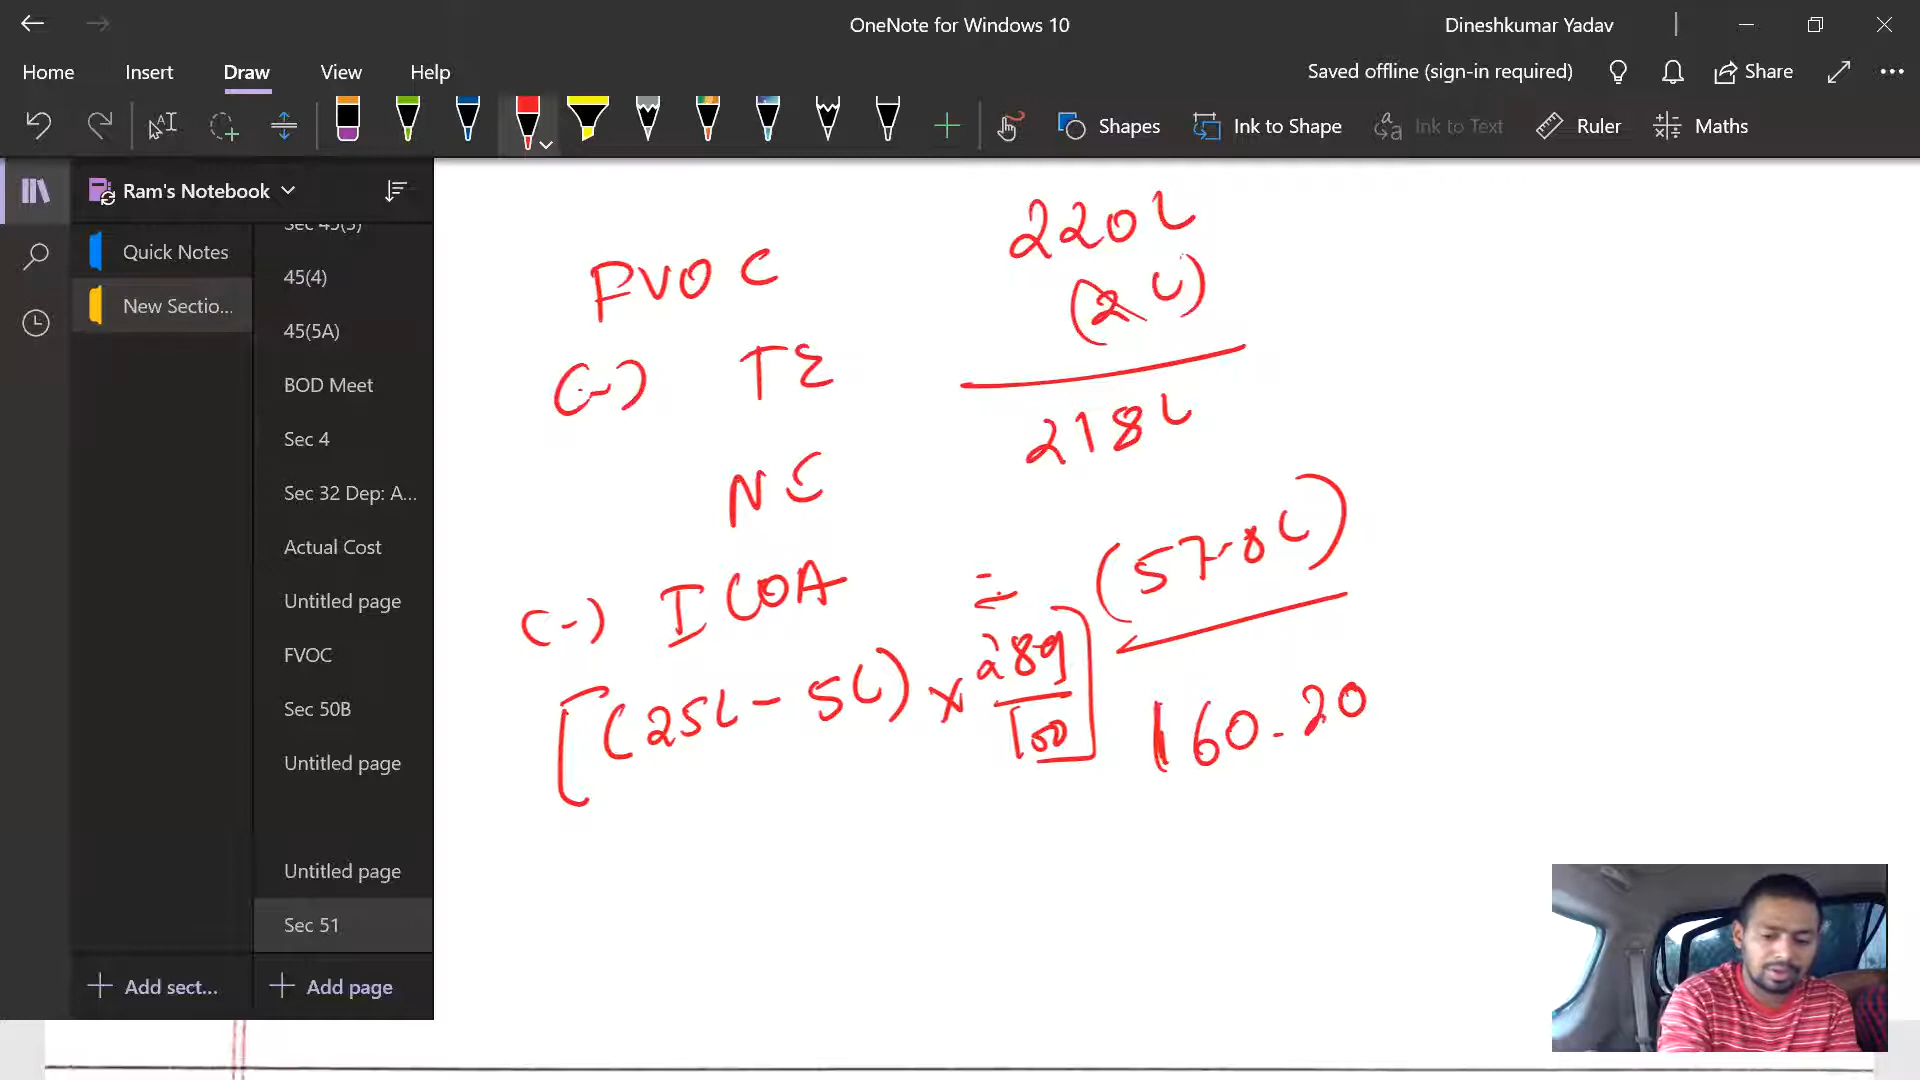 OneNote for Windows 10
Dineshkumar Yadav
Home Insert Draw View Help
Saved offline (sign-in required)
Share
Shapes
Ink to Shape
Ink to Text
Ruler
Maths
Ram's Notebook
Quick Notes
New Sectio...
Sec 45(5)
45(4)
45(5A)
BOD Meet
Sec 4
Sec 32 Dep: A...
Actual Cost
Untitled page
FVOC
Sec 50B
Untitled page
Untitled page
Sec 51
Add sect...
Add page
FVOC 220L
(-) TE (2L)
218L
NC
(-) ICOA = (57.8L)
[(25L - 5L) × 289/100]
160.20